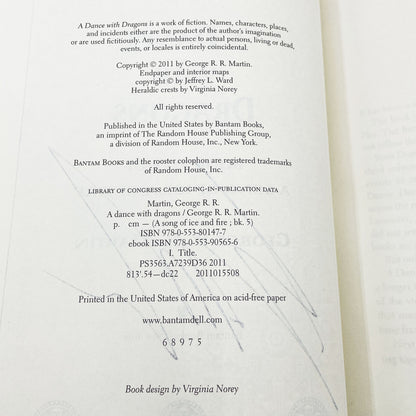 A Dance with Dragons is a work of fiction. Names, characters, places,
and incidents either are the product of the author's imagination
or are used fictitiously. Any resemblance to actual persons, living or dead,
events, or locales is entirely coincidental.
Copyright © 2011 by George R. R. Martin.
Endpaper and interior maps
copyright © by Jeffrey L. Ward
Heraldic crests by Virginia Norey
All rights reserved.
Published in the United States by Bantam Books,
an imprint of The Random House Publishing Group,
a division of Random House, Inc., New York.
BANTAM BOOKS and the rooster colophon are registered trademarks
of Random House, Inc.
LIBRARY OF CONGRESS CATALOGING-IN-PUBLICATION DATA
Martin, George R. R.
A dance with dragons / George R. R. Martin.
p. cm — (A song of ice and fire ; bk. 5)
ISBN 978-0-553-80147-7
ebook ISBN 978-0-553-90565-6
I. Title.
PS3563.A7239D36 2011
813'.54—dc22 2011015508
Printed in the United States of America on acid-free paper
www.bantamdell.com
6 8 9 7 5
Book design by Virginia Norey